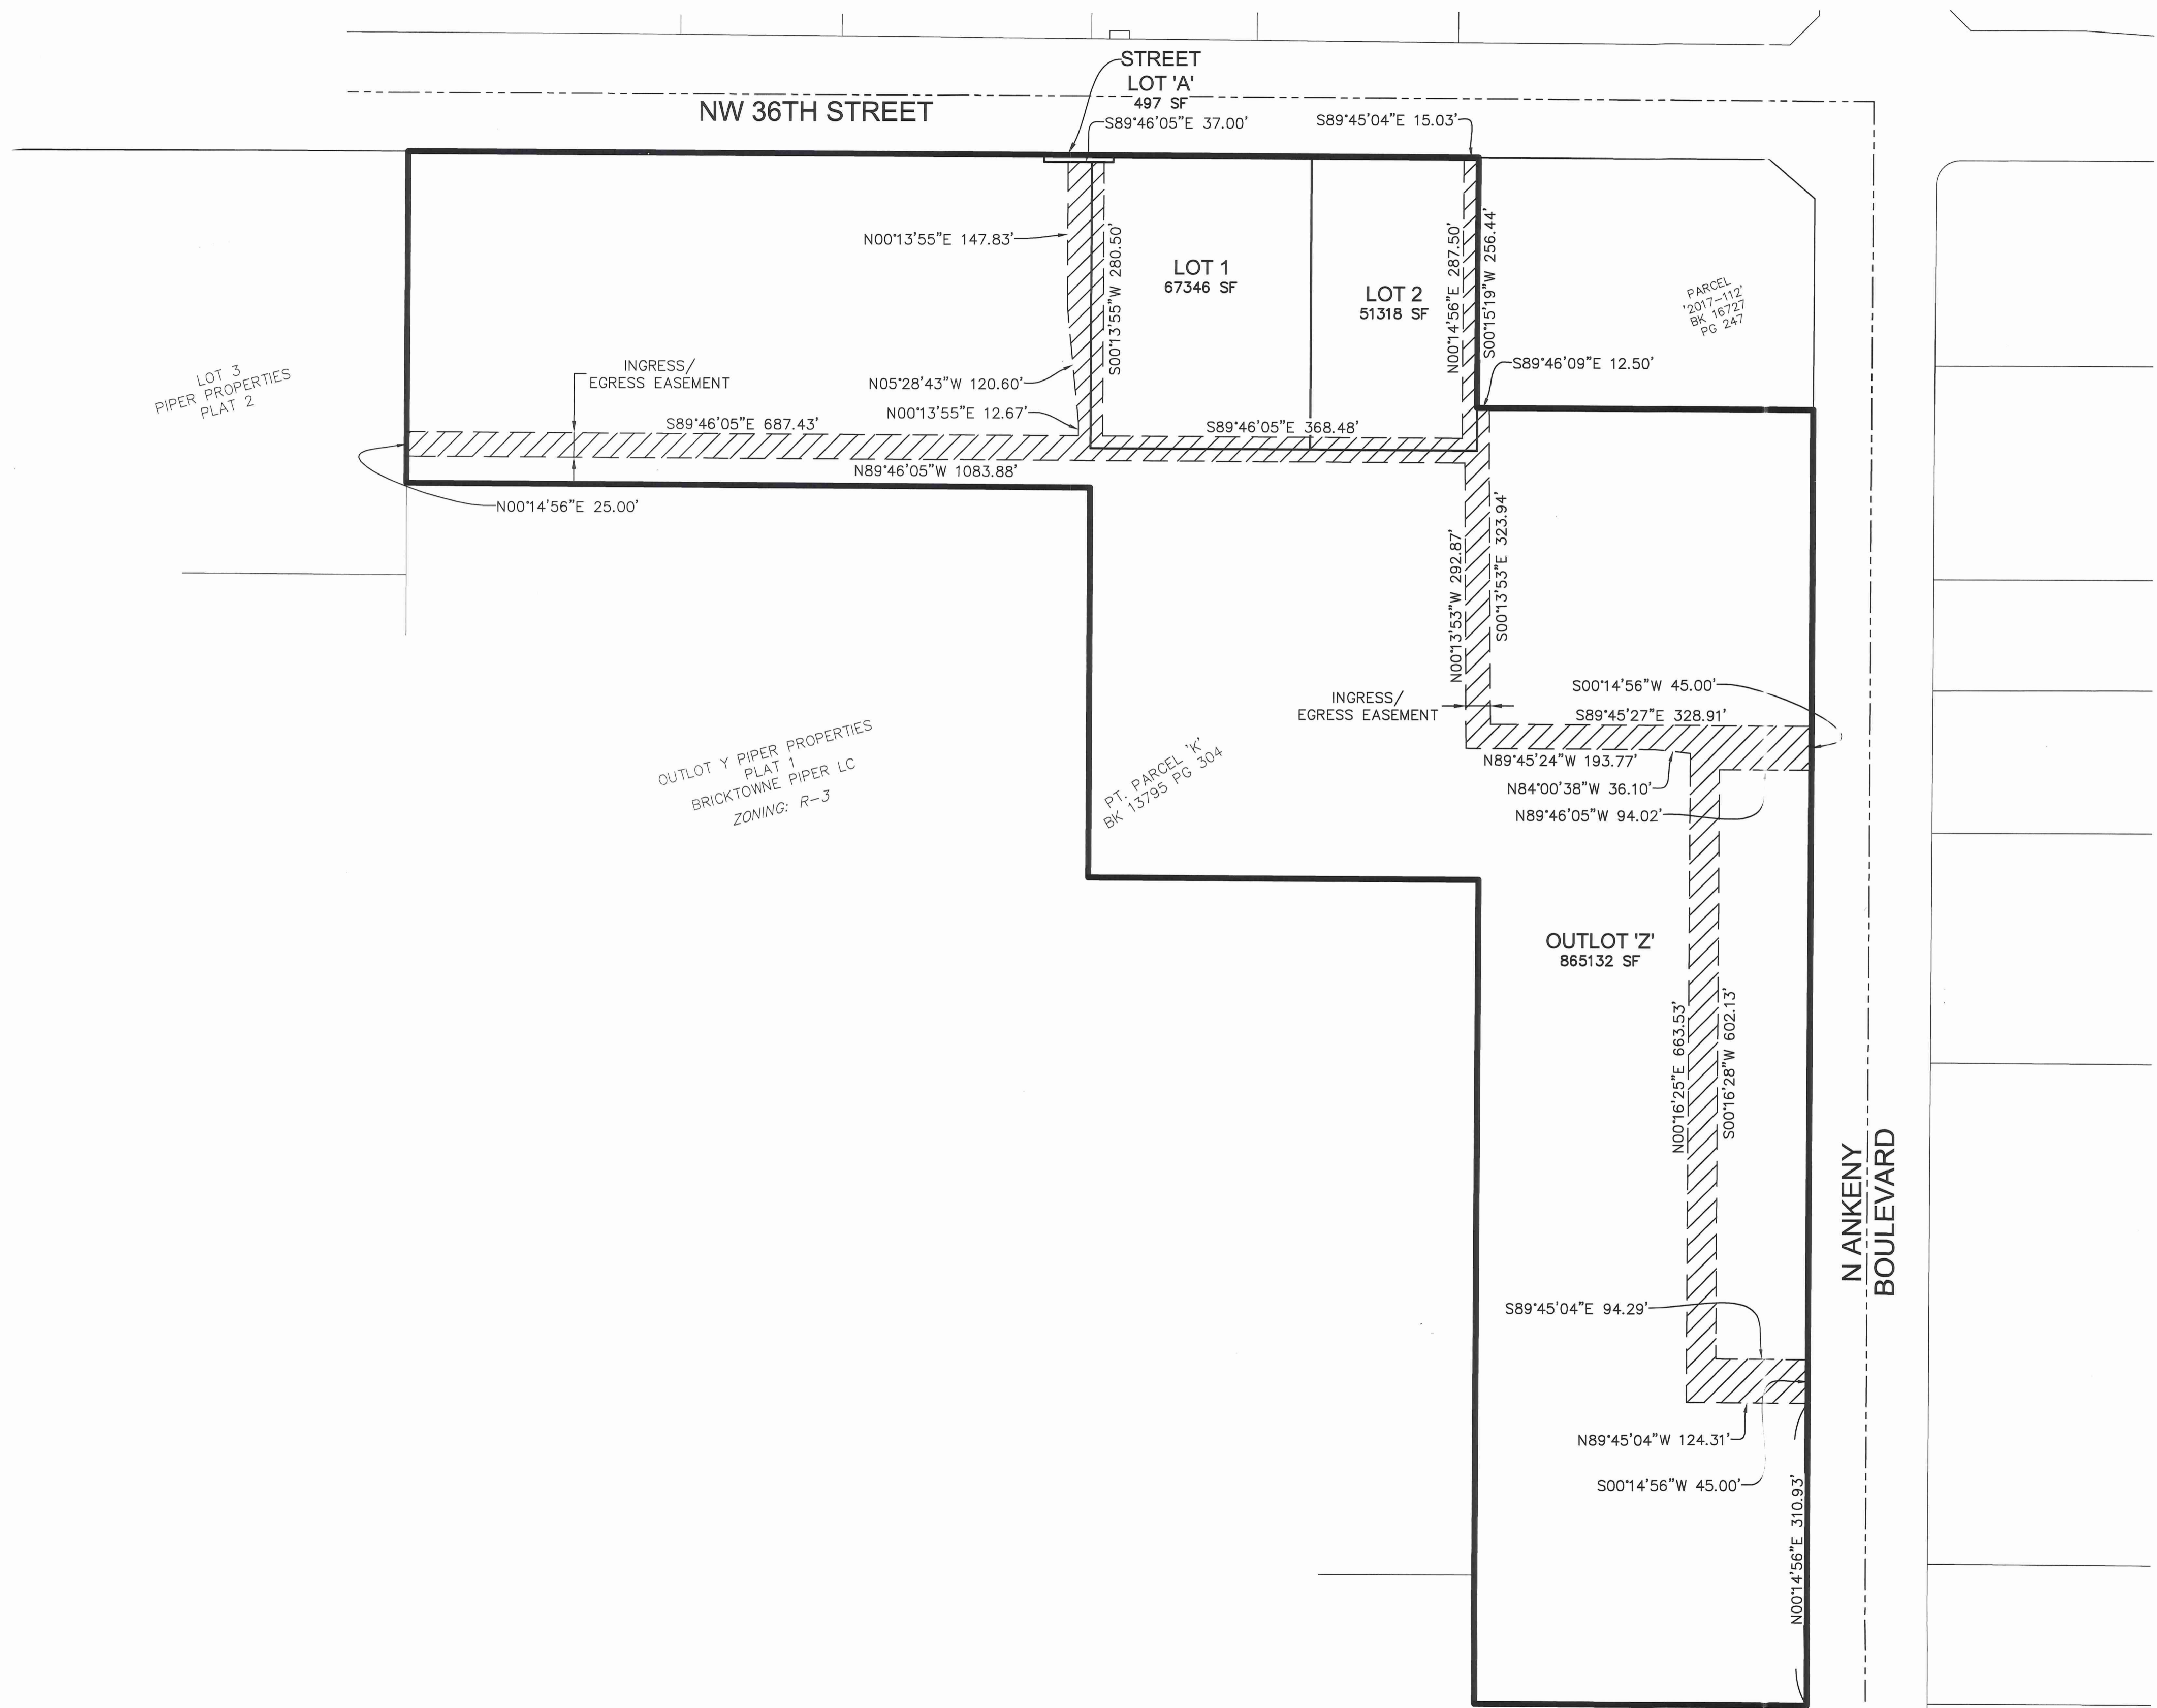 STREET
LOT 'A'
497 SF
NW 36TH STREET
S89°46'05"E 37.00'
S89°45'04"E 15.03'
N00°13'55"E 147.83'
S00°13'55"W 280.50'
LOT 1
67346 SF
LOT 2
51318 SF
N00°14'56"E 287.50'
S00°15'19"W 256.44'
PARCEL
'2017-112'
BK 16727
PG 247
LOT 3
PIPER PROPERTIES
PLAT 2
INGRESS/
EGRESS EASEMENT
N05°28'43"W 120.60'
S89°46'09"E 12.50'
N00°13'55"E 12.67'
S89°46'05"E 687.43'
S89°46'05"E 368.48'
N89°46'05"W 1083.88'
N00°14'56"E 25.00'
N00°13'53"W 292.87'
S00°13'53"E 323.94'
INGRESS/
EGRESS EASEMENT
S00°14'56"W 45.00'
S89°45'27"E 328.91'
N89°45'24"W 193.77'
N84°00'38"W 36.10'
N89°46'05"W 94.02'
OUTLOT Y PIPER PROPERTIES
PLAT 1
BRICKTOWNE PIPER LC
ZONING: R-3
PT. PARCEL 'K'
BK 13795 PG 304
OUTLOT 'Z'
865132 SF
N00°16'25"E 663.53'
S00°16'28"W 602.13'
N ANKENY
BOULEVARD
S89°45'04"E 94.29'
N89°45'04"W 124.31'
S00°14'56"W 45.00'
N00°14'56"E 310.93'